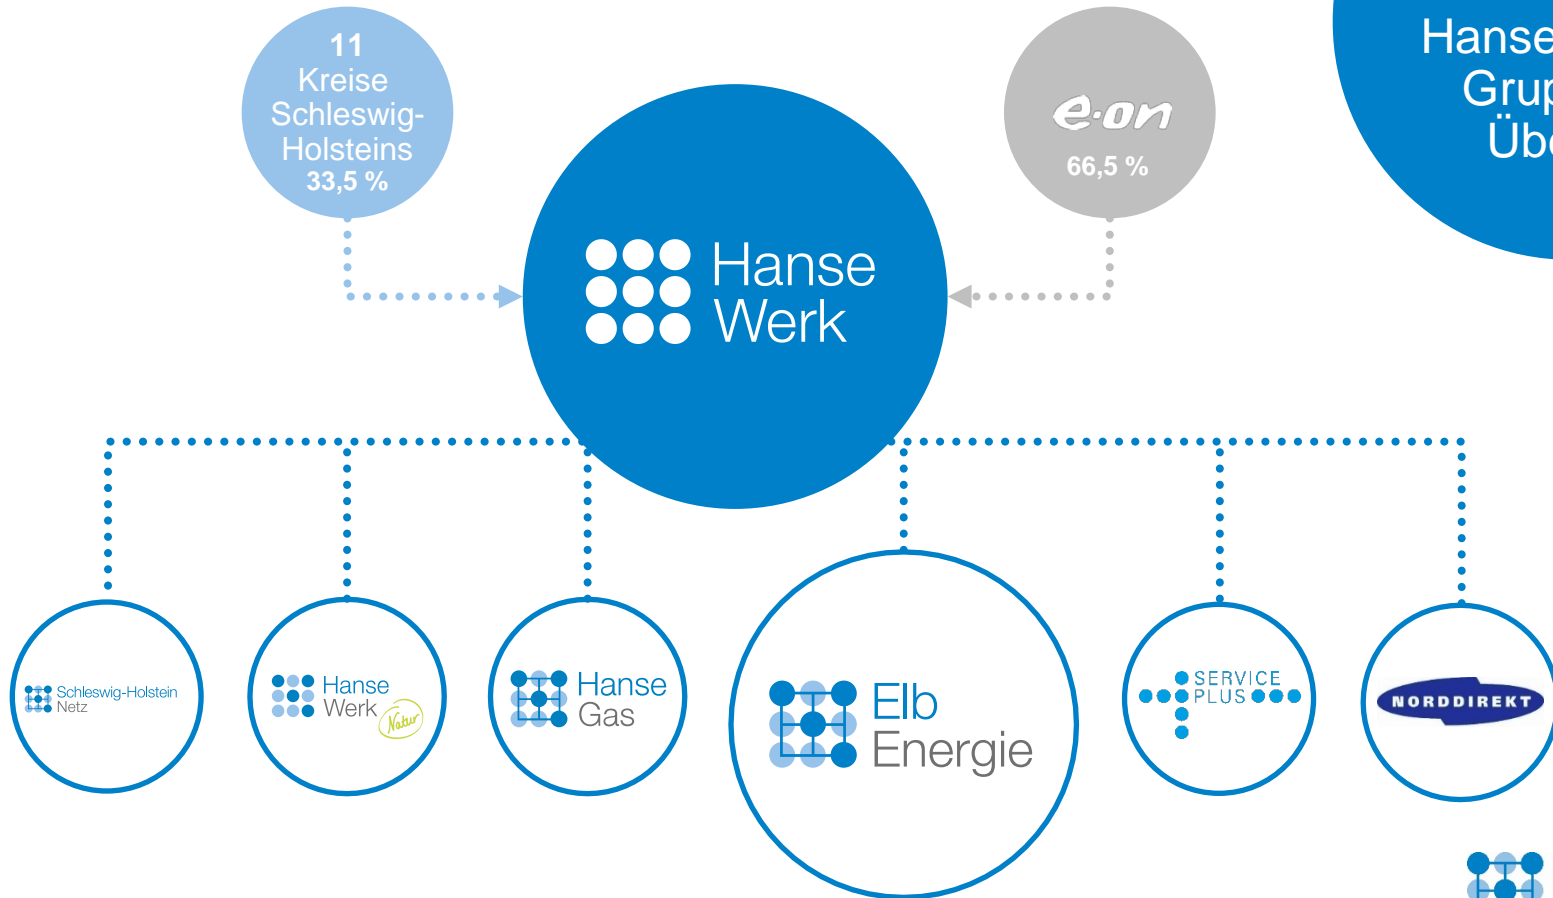 11
Kreise
Schleswig-
Holsteins
33,5 %
e·on
66,5 %
Hanse
Werk
Schleswig-Holstein
Netz
Hanse
Werk
Natur
Hanse
Gas
Elb
Energie
SERVICE
PLUS
NORDDIREKT
Hanse